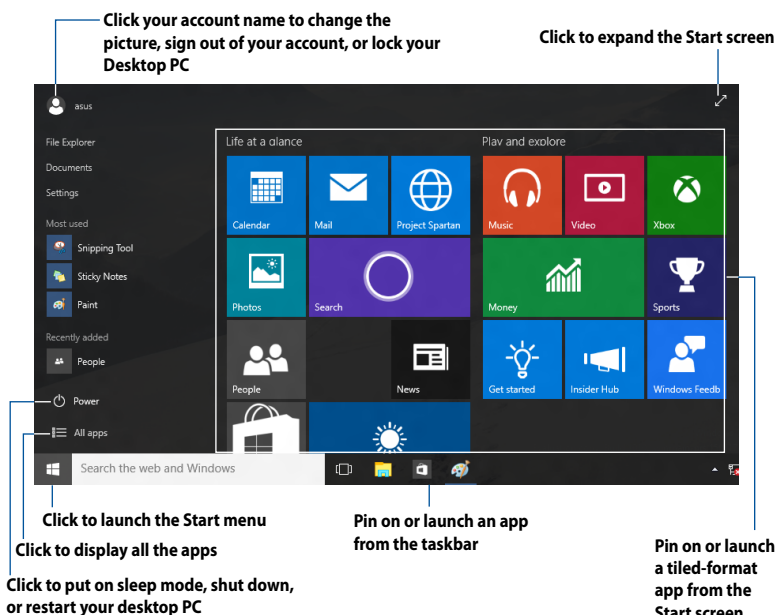 Click your account name to change the
picture, sign out of your account, or lock your
Desktop PC
Click to expand the Start screen
asus
File Explorer
Documents
Settings
Most used
Snipping Tool
Sticky Notes
Paint
Recently added
People
Power
All apps
Life at a glance
Calendar
Mail
Project Spartan
Photos
Search
People
News
Play and explore
Music
Video
Xbox
Money
Sports
Get started
Insider Hub
Windows Feedb
Search the web and Windows
Click to launch the Start menu
Click to display all the apps
Click to put on sleep mode, shut down,
or restart your desktop PC
Pin on or launch an app
from the taskbar
Pin on or launch
a tiled-format
app from the
Start screen